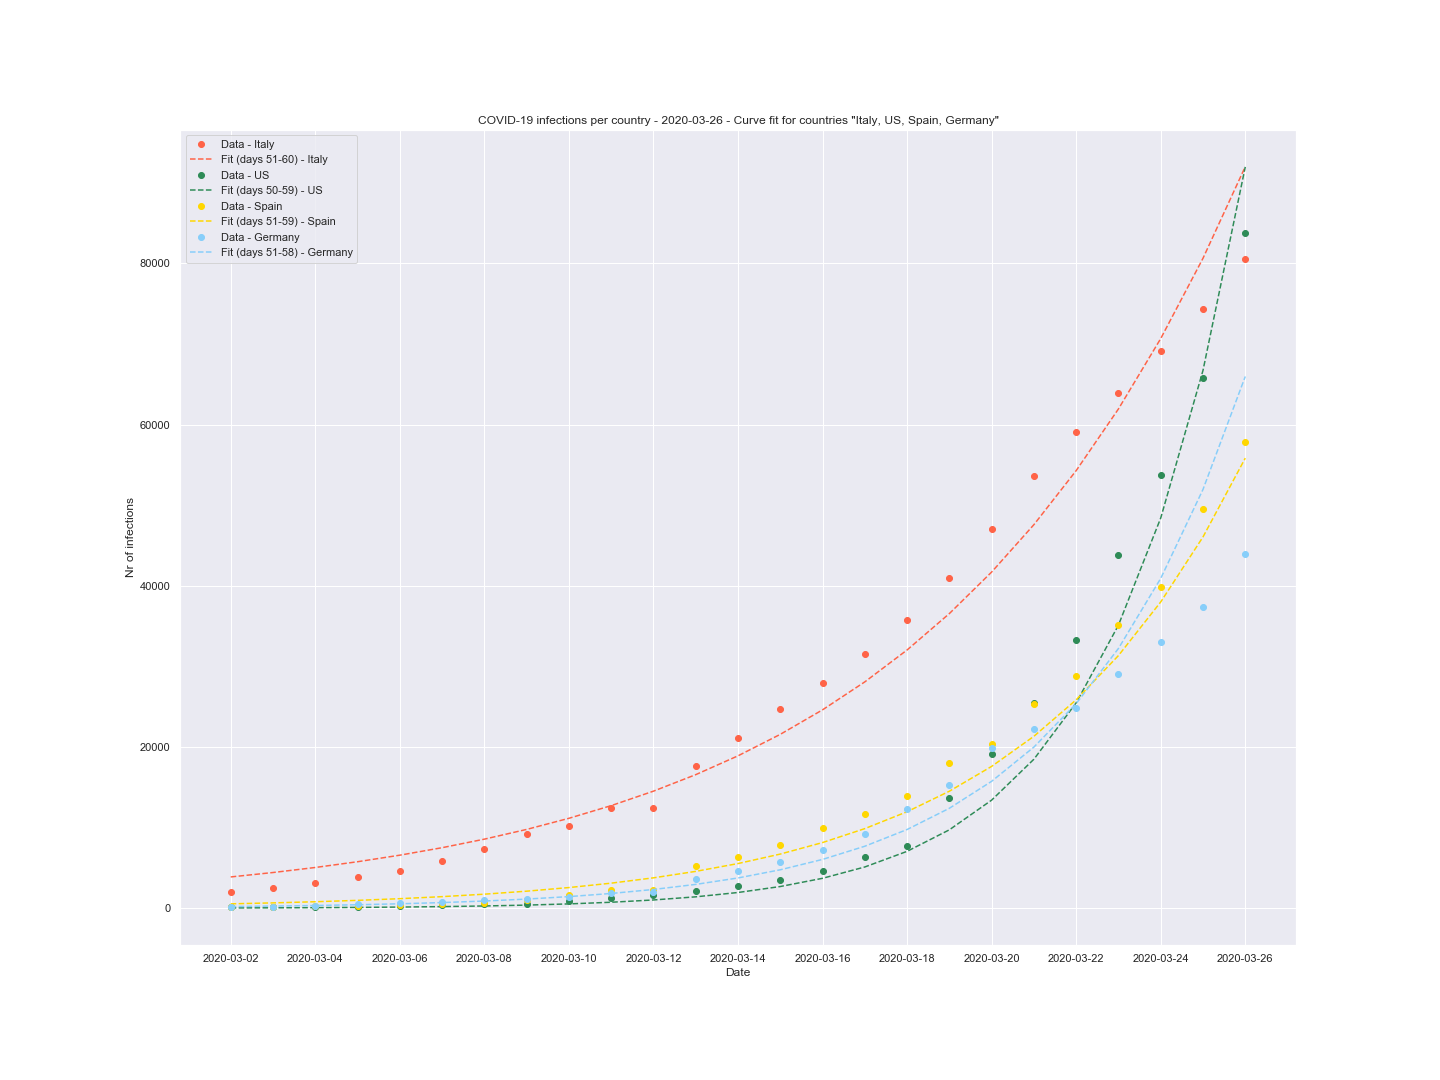 COVID-19 infections per country - 2020-03-26 - Curve fit for countries "Italy, US, Spain, Germany"
Data - Italy
Fit (days 51-60) - Italy
Data - US
Fit (days 50-59) - US
Data - Spain
Fit (days 51-59) - Spain
Data - Germany
Fit (days 51-58) - Germany
80000
60000
40000
20000
0
Nr of infections
2020-03-02 2020-03-04 2020-03-06 2020-03-08 2020-03-10 2020-03-12 2020-03-14 2020-03-16 2020-03-18 2020-03-20 2020-03-22 2020-03-24 2020-03-26
Date